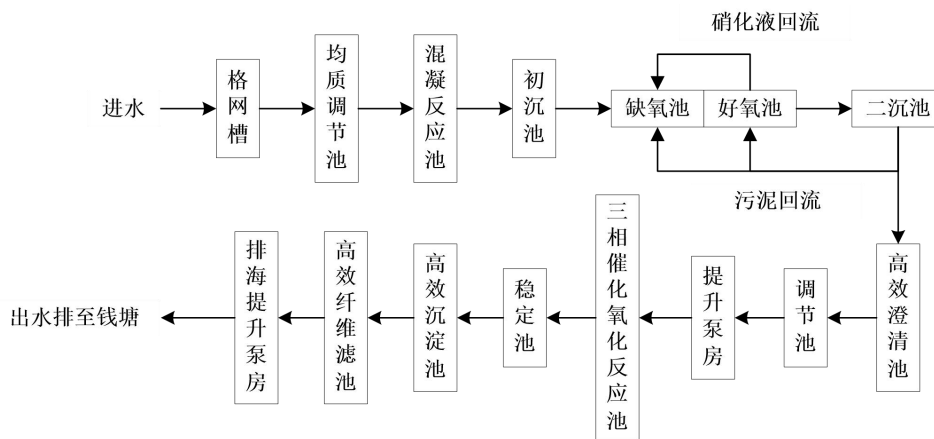 硝化液回流
进水
格网槽
均质调节池
混凝反应池
初沉池
缺氧池
好氧池
二沉池
污泥回流
高效澄清池
调节池
提升泵房
三相催化氧化反应池
稳定池
高效沉淀池
高效纤维滤池
排海提升泵房
出水排至钱塘